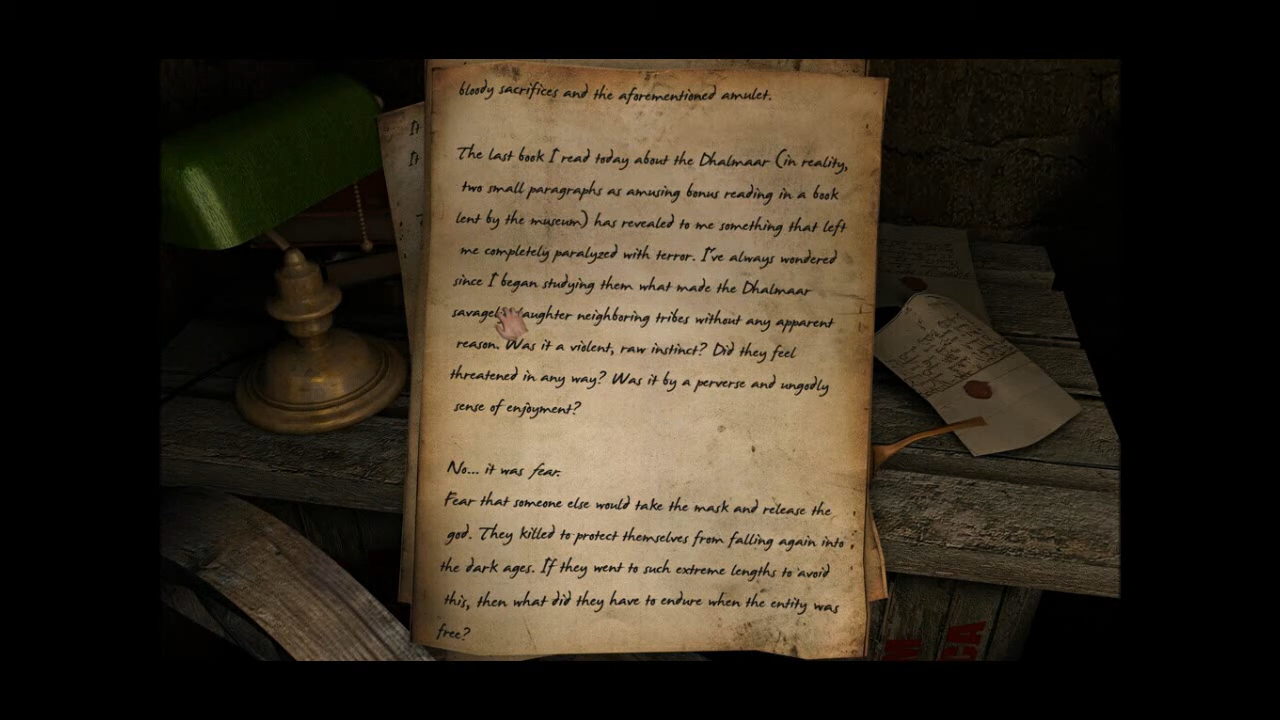 bloody sacrifices and the aforementioned amulet.
The last book I read today about the Dhalmaar (in reality,
two small paragraphs as amusing bonus reading in a book
lent by the museum) has revealed to me something that left
me completely paralyzed with terror. I've always wondered
since I began studying them what made the Dhalmaar
neighboring tribes without any apparent
reason. Was it a violent, raw instinct? Did they feel
threatened in any way? Was it by a perverse and ungodly
sense of enjoyment?
No... it was fear.
Fear that someone else would take the mask and release the
god. They killed to protect themselves from falling again into
the dark ages. If they went to such extreme lengths to avoid
this, then what did they have to endure when the entity was
free?
It
It